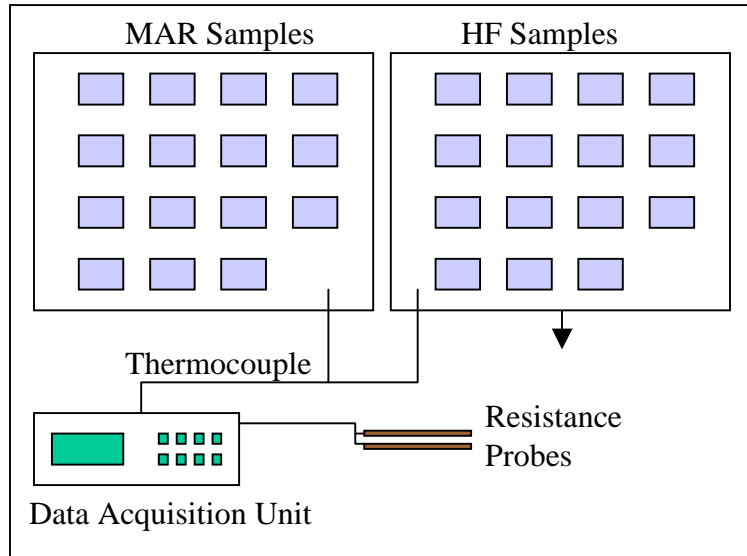 MAR Samples
HF Samples
Thermocouple
Resistance
Probes
Data Acquisition Unit